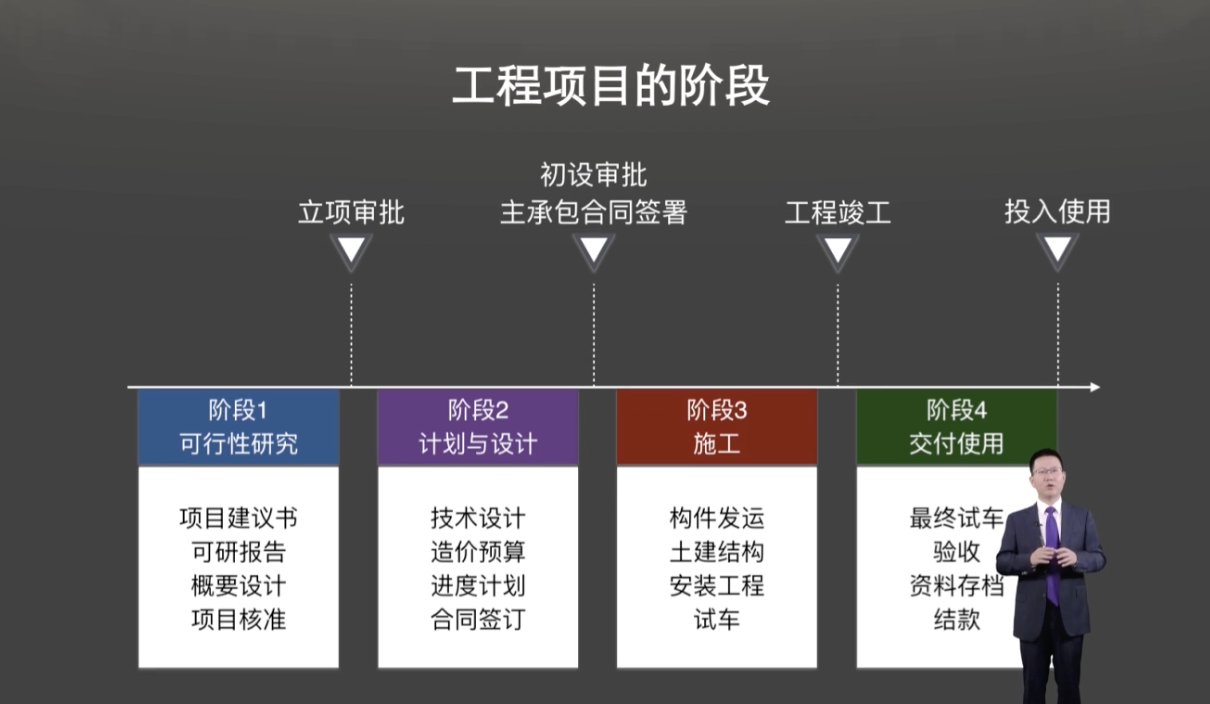 工程项目的阶段
立项审批
初设审批
主承包合同签署
工程竣工
投入使用
阶段1
可行性研究
项目建议书
可研报告
概要设计
项目核准
阶段2
计划与设计
技术设计
造价预算
进度计划
合同签订
阶段3
施工
构件发运
土建结构
安装工程
试车
阶段4
交付使用
最终试车
验收
资料存档
结款